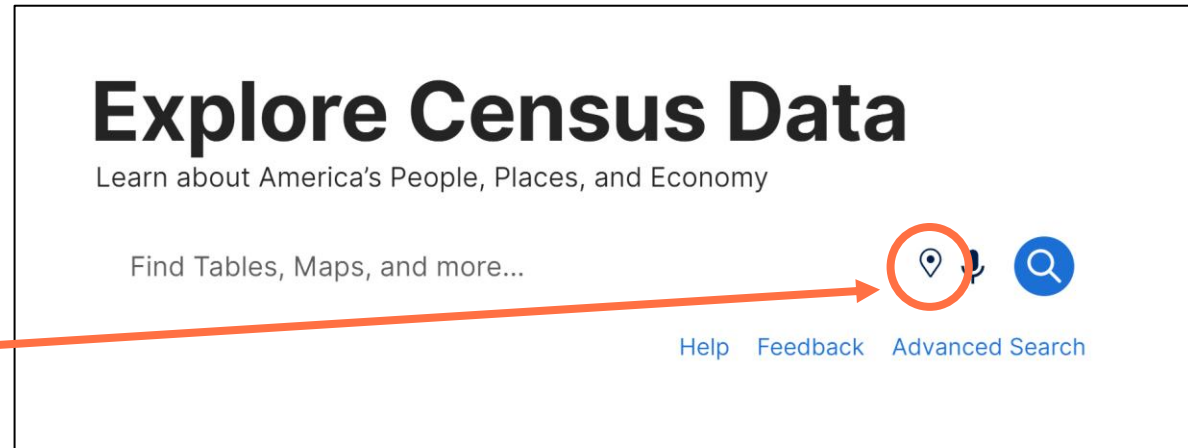 Explore Census Data
Learn about America's People, Places, and Economy
Find Tables, Maps, and more...
Help Feedback Advanced Search